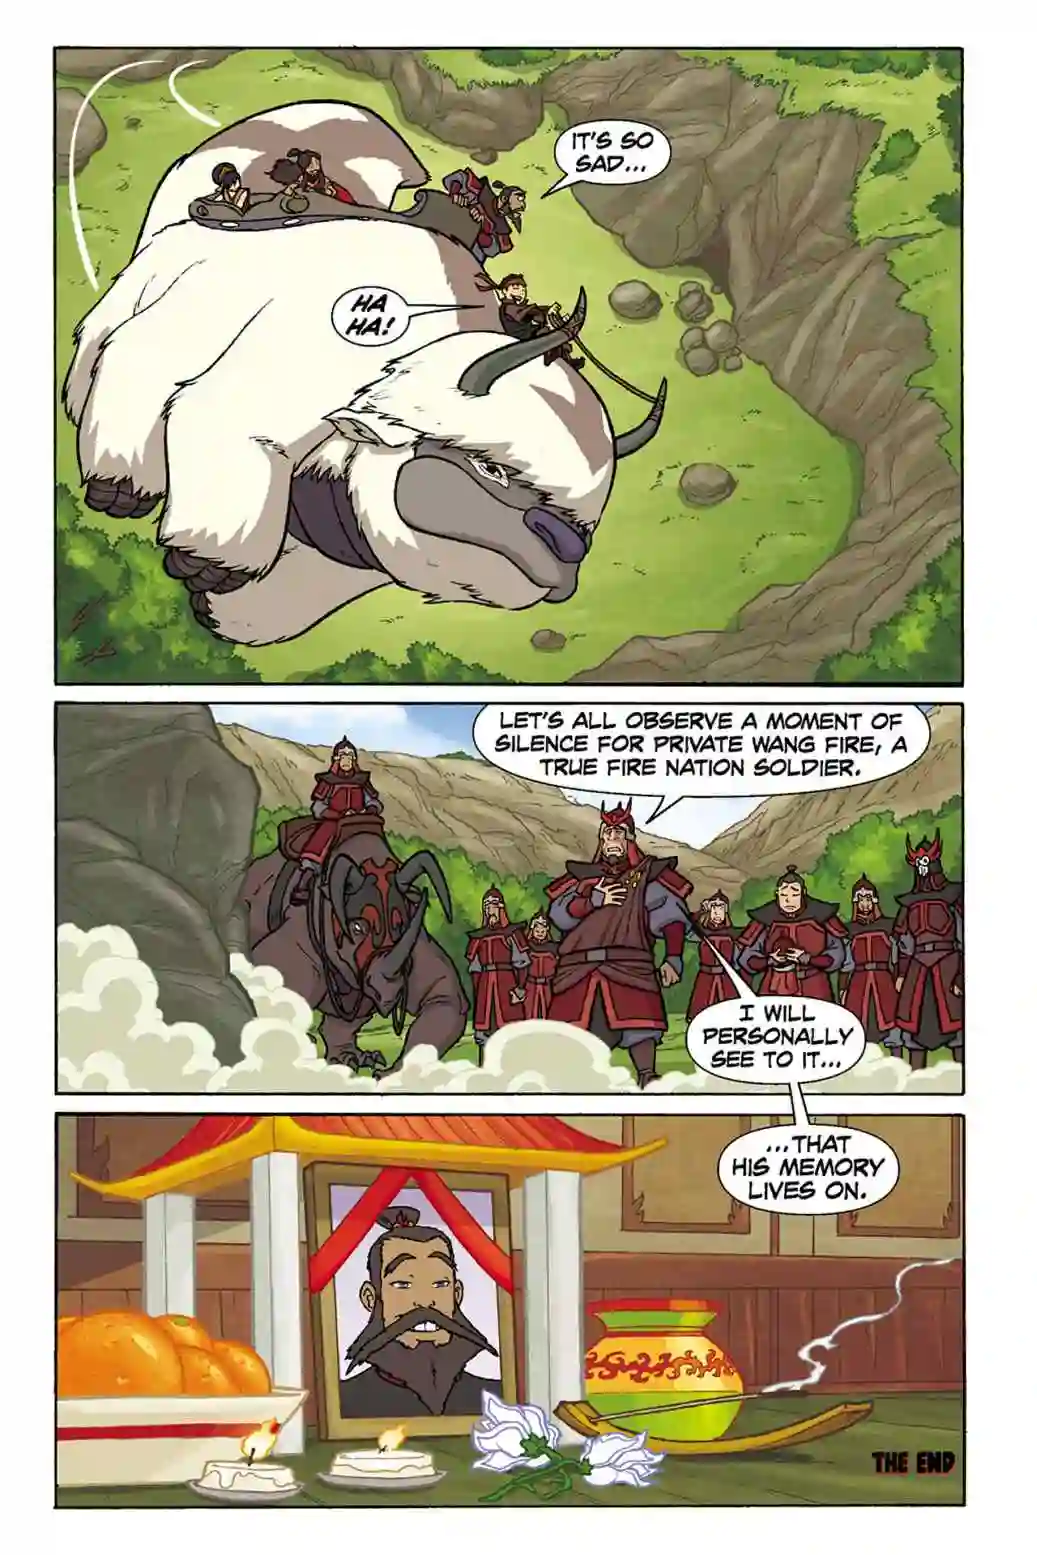 IT'S SO
SAD...
HA
HA!
LET'S ALL OBSERVE A MOMENT OF
SILENCE FOR PRIVATE WANG FIRE, A
TRUE FIRE NATION SOLDIER.
I WILL
PERSONALLY
SEE TO IT...
...THAT
HIS MEMORY
LIVES ON.
THE END